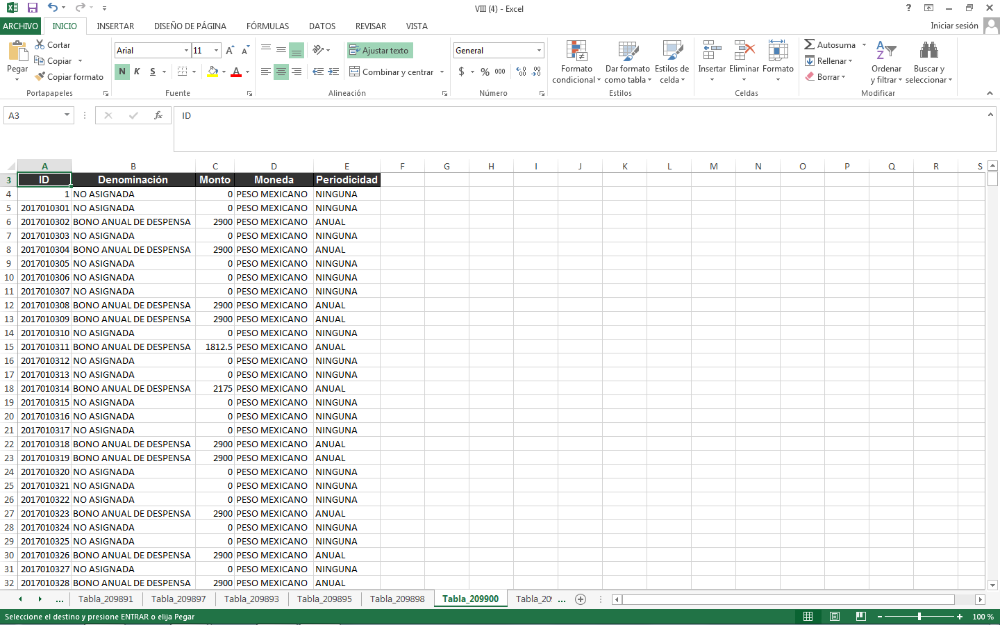 VIII (4) - Excel
ARCHIVO INICIO INSERTAR DISEÑO DE PÁGINA FÓRMULAS DATOS REVISAR VISTA Iniciar sesión
Pegar
Cortar
Copiar
Copiar formato
Portapapeles
Arial 11
N K S
Fuente
Ajustar texto
Combinar y centrar
Alineación
General
$ % 000
Número
Formato condicional
Dar formato como tabla
Estilos de celda
Estilos
Insertar Eliminar Formato
Celdas
Autosuma
Rellenar
Borrar
Ordenar y filtrar
Buscar y seleccionar
Modificar
A3 fx ID
A B C D E F G H I J K L M N O P Q R S
3 ID Denominación Monto Moneda Periodicidad
4 1 NO ASIGNADA 0 PESO MEXICANO NINGUNA
5 2017010301 NO ASIGNADA 0 PESO MEXICANO NINGUNA
6 2017010302 BONO ANUAL DE DESPENSA 2900 PESO MEXICANO ANUAL
7 2017010303 NO ASIGNADA 0 PESO MEXICANO NINGUNA
8 2017010304 BONO ANUAL DE DESPENSA 2900 PESO MEXICANO ANUAL
9 2017010305 NO ASIGNADA 0 PESO MEXICANO NINGUNA
10 2017010306 NO ASIGNADA 0 PESO MEXICANO NINGUNA
11 2017010307 NO ASIGNADA 0 PESO MEXICANO NINGUNA
12 2017010308 BONO ANUAL DE DESPENSA 2900 PESO MEXICANO ANUAL
13 2017010309 BONO ANUAL DE DESPENSA 2900 PESO MEXICANO ANUAL
14 2017010310 NO ASIGNADA 0 PESO MEXICANO NINGUNA
15 2017010311 BONO ANUAL DE DESPENSA 1812.5 PESO MEXICANO ANUAL
16 2017010312 NO ASIGNADA 0 PESO MEXICANO NINGUNA
17 2017010313 NO ASIGNADA 0 PESO MEXICANO NINGUNA
18 2017010314 BONO ANUAL DE DESPENSA 2175 PESO MEXICANO ANUAL
19 2017010315 NO ASIGNADA 0 PESO MEXICANO NINGUNA
20 2017010316 NO ASIGNADA 0 PESO MEXICANO NINGUNA
21 2017010317 NO ASIGNADA 0 PESO MEXICANO NINGUNA
22 2017010318 BONO ANUAL DE DESPENSA 2900 PESO MEXICANO ANUAL
23 2017010319 BONO ANUAL DE DESPENSA 2900 PESO MEXICANO ANUAL
24 2017010320 NO ASIGNADA 0 PESO MEXICANO NINGUNA
25 2017010321 NO ASIGNADA 0 PESO MEXICANO NINGUNA
26 2017010322 NO ASIGNADA 0 PESO MEXICANO NINGUNA
27 2017010323 BONO ANUAL DE DESPENSA 2900 PESO MEXICANO ANUAL
28 2017010324 NO ASIGNADA 0 PESO MEXICANO NINGUNA
29 2017010325 NO ASIGNADA 0 PESO MEXICANO NINGUNA
30 2017010326 BONO ANUAL DE DESPENSA 2900 PESO MEXICANO ANUAL
31 2017010327 NO ASIGNADA 0 PESO MEXICANO NINGUNA
32 2017010328 BONO ANUAL DE DESPENSA 2900 PESO MEXICANO ANUAL
... Tabla_209891 Tabla_209897 Tabla_209893 Tabla_209895 Tabla_209898 Tabla_209900 Tabla_20 ...
Seleccione el destino y presione ENTRAR o elija Pegar 100 %